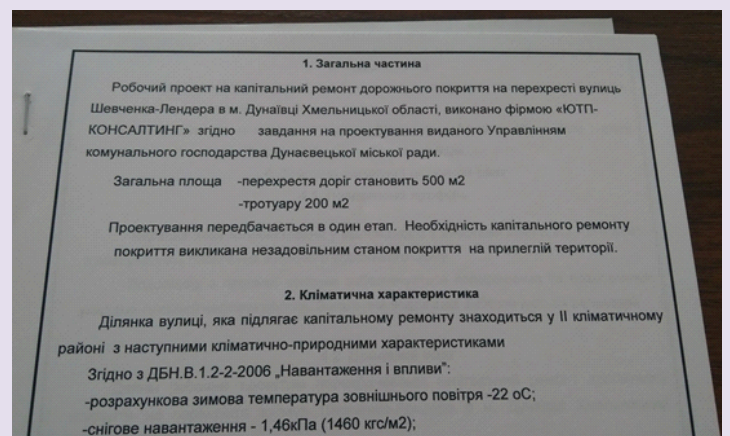 1. Загальна частина
Робочий проект на капітальний ремонт дорожнього покриття на перехресті вулиць
Шевченка-Лендера в м. Дунаївці Хмельницької області, виконано фірмою «ЮТП-
КОНСАЛТИНГ» згідно завдання на проектування виданого Управлінням
комунального господарства Дунаєвецької міської ради.
Загальна площа -перехрестя доріг становить 500 м2
-тротуару 200 м2
Проектування передбачається в один етап. Необхідність капітального ремонту
покриття викликана незадовільним станом покриття на прилеглій території.
2. Кліматична характеристика
Ділянка вулиці, яка підлягає капітальному ремонту знаходиться у ІІ кліматичному
районі з наступними кліматично-природними характеристиками
Згідно з ДБН.В.1.2-2-2006 „Навантаження і впливи":
-розрахункова зимова температура зовнішнього повітря -22 оС;
-снігове навантаження - 1,46кПа (1460 кгс/м2);